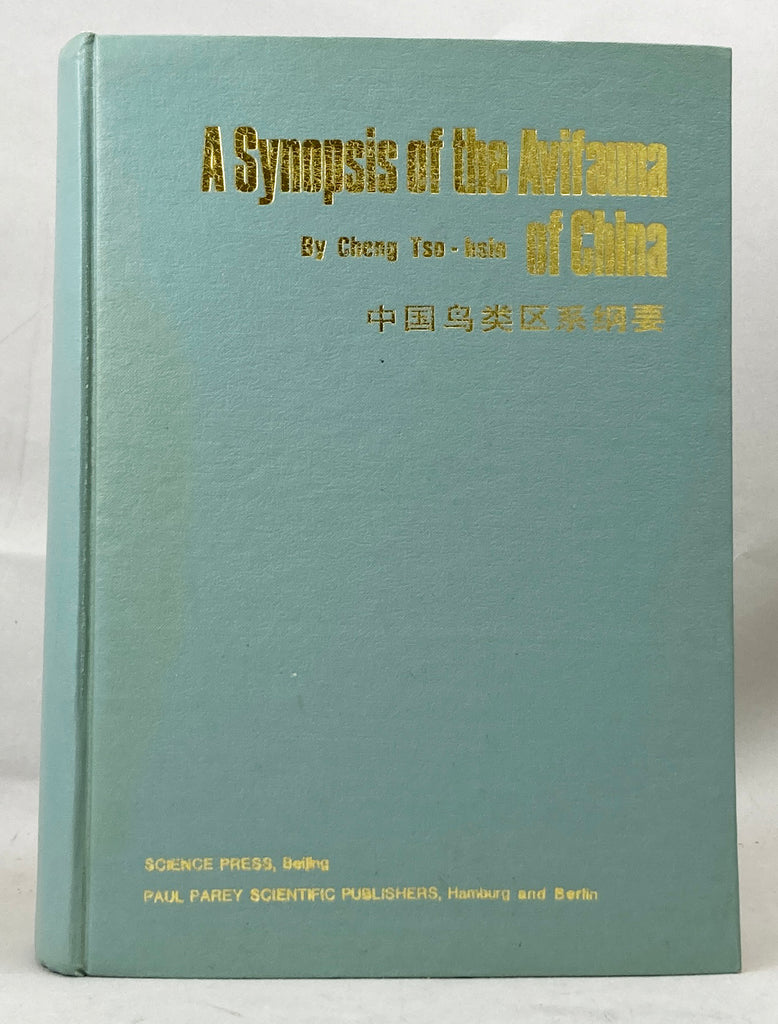 A Synopsis of the Avifauna
of China
By Cheng Tso-hsin
中国鸟类区系纲要
SCIENCE PRESS, Beijing
PAUL PAREY SCIENTIFIC PUBLISHERS, Hamburg and Berlin